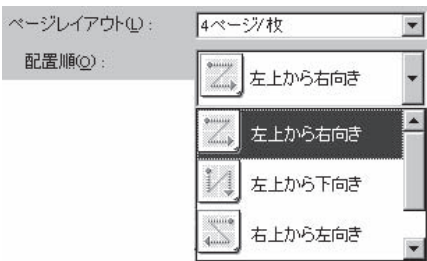 ページレイアウト(L): 4ページ/枚
配置順(O): 左上から右向き
左上から右向き
左上から下向き
右上から左向き